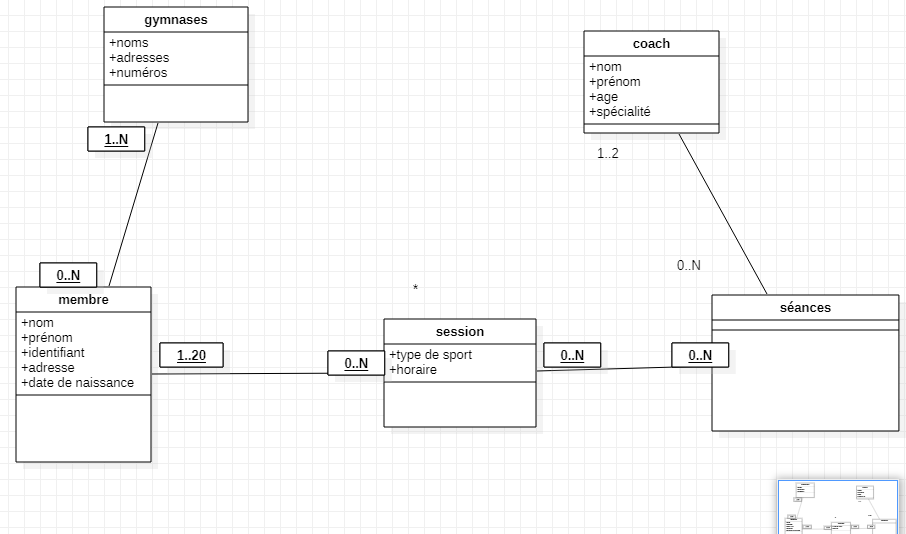 gymnases
+noms
+adresses
+numéros
1..N
coach
+nom
+prénom
+age
+spécialité
1..2
0..N
0..N
membre
+nom
+prénom
+identifiant
+adresse
+date de naissance
1..20
*
session
+type de sport
+horaire
0..N
0..N
séances
0..N